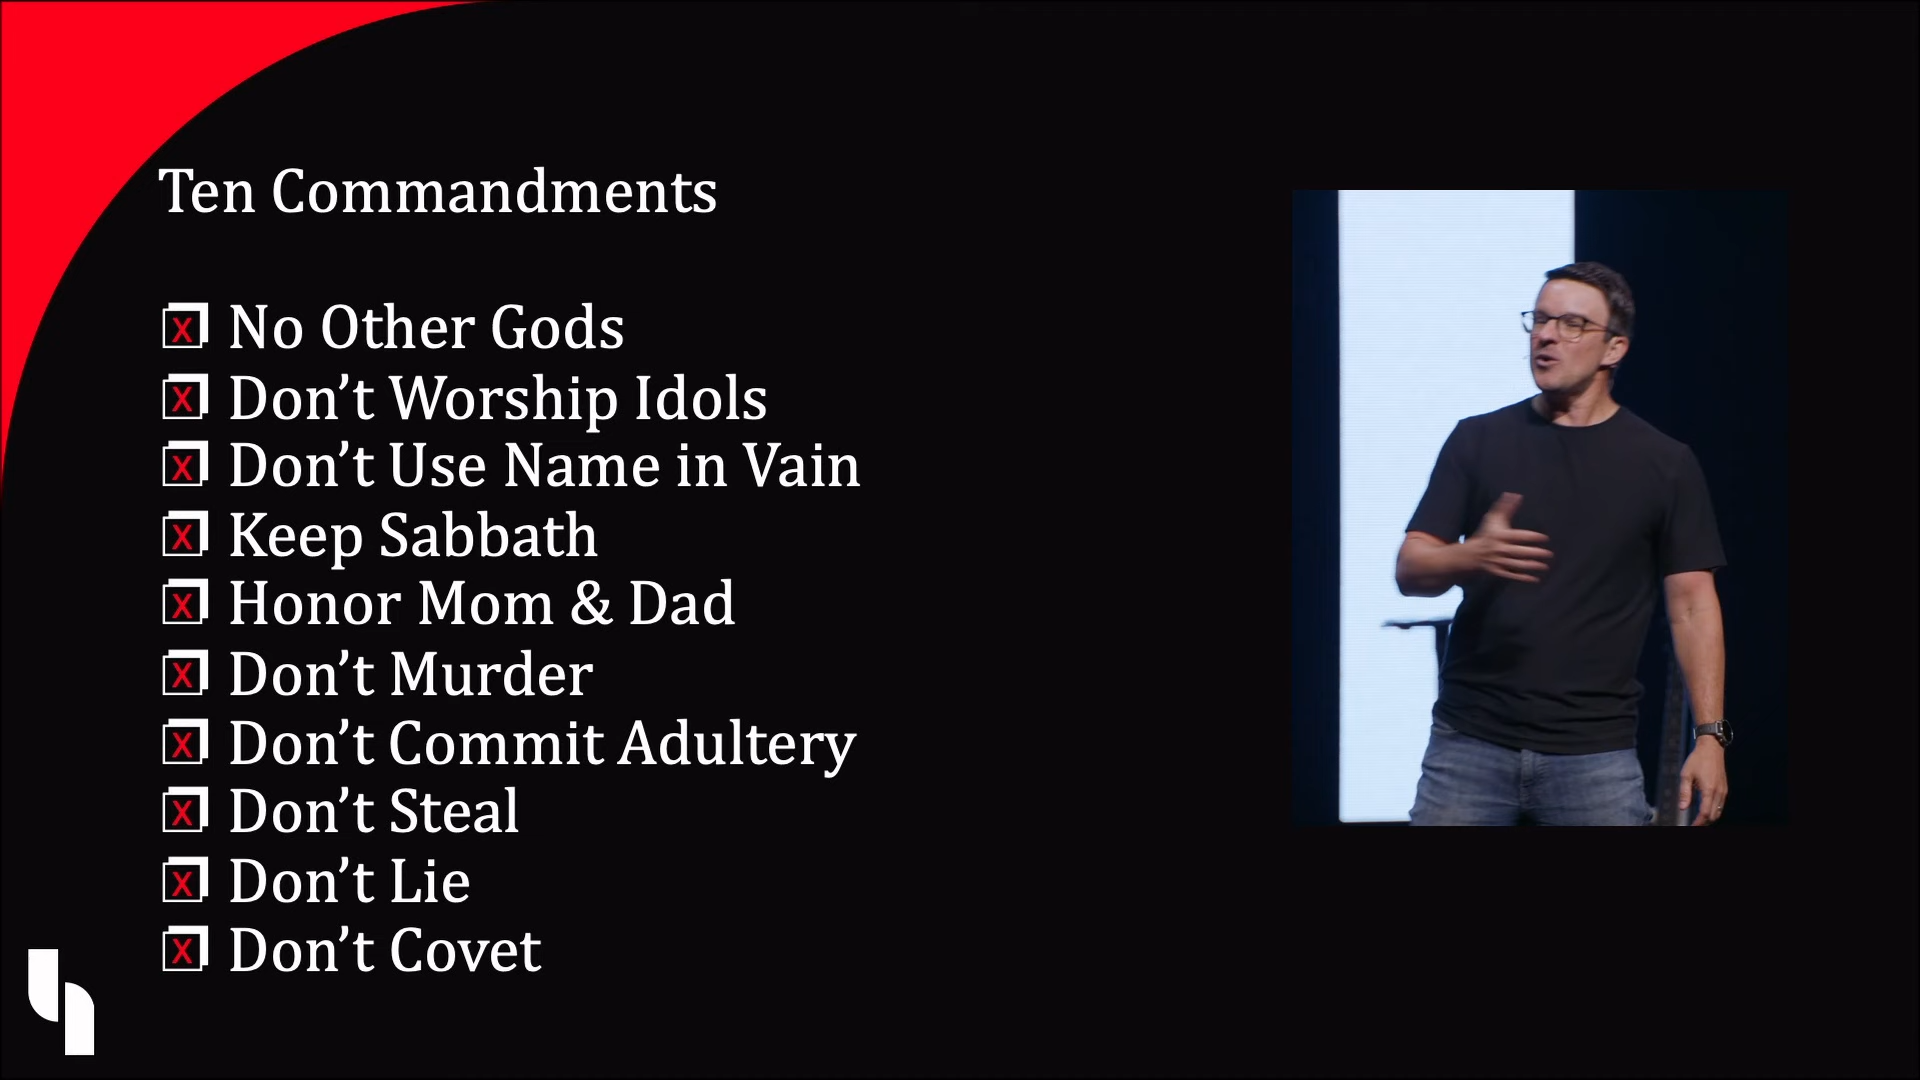 Ten Commandments
X No Other Gods
X Don’t Worship Idols
X Don’t Use Name in Vain
X Keep Sabbath
X Honor Mom & Dad
X Don’t Murder
X Don’t Commit Adultery
X Don’t Steal
X Don’t Lie
X Don’t Covet